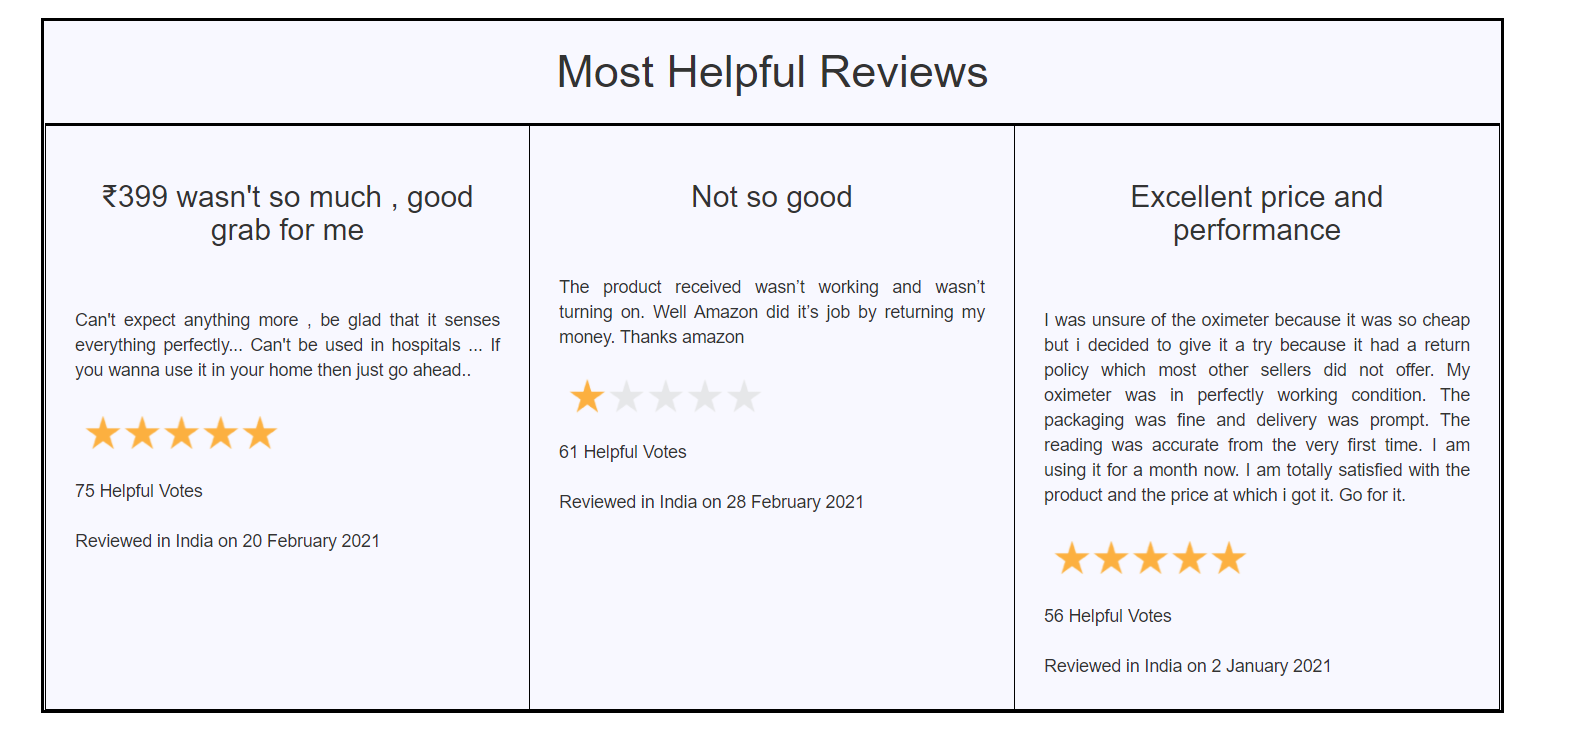 Most Helpful Reviews
₹399 wasn't so much , good
grab for me
Can't expect anything more , be glad that it senses
everything perfectly... Can't be used in hospitals ... If
you wanna use it in your home then just go ahead..
75 Helpful Votes
Reviewed in India on 20 February 2021
Not so good
The product received wasn’t working and wasn’t
turning on. Well Amazon did it’s job by returning my
money. Thanks amazon
61 Helpful Votes
Reviewed in India on 28 February 2021
Excellent price and
performance
I was unsure of the oximeter because it was so cheap
but i decided to give it a try because it had a return
policy which most other sellers did not offer. My
oximeter was in perfectly working condition. The
packaging was fine and delivery was prompt. The
reading was accurate from the very first time. I am
using it for a month now. I am totally satisfied with the
product and the price at which i got it. Go for it.
56 Helpful Votes
Reviewed in India on 2 January 2021